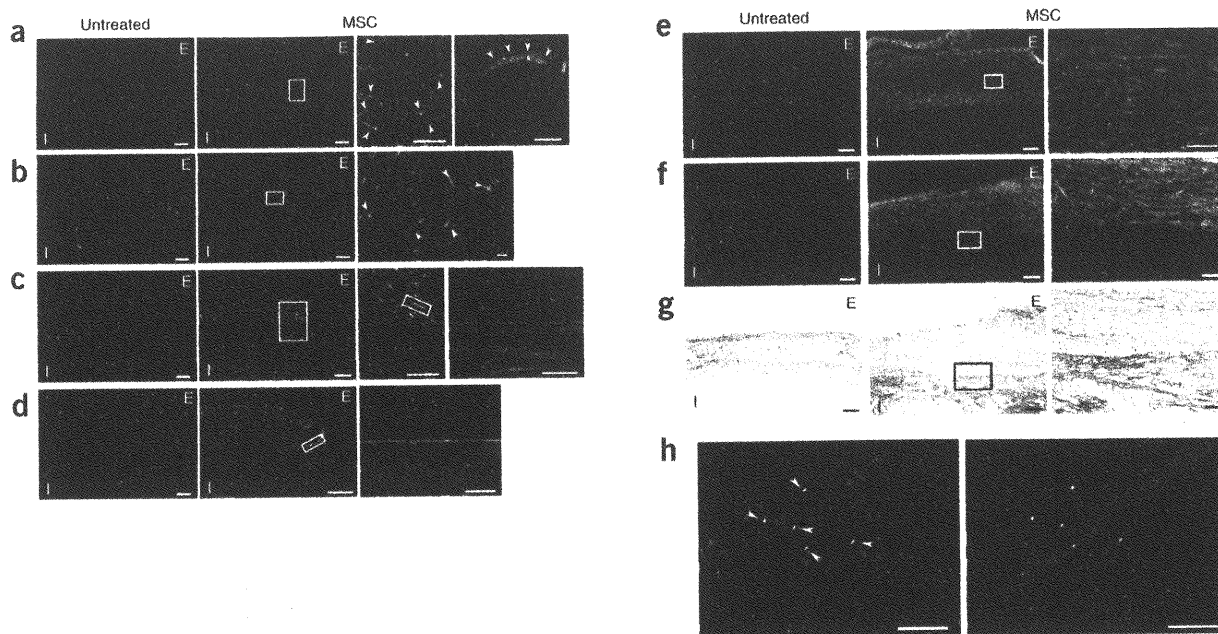 Untreated MSC
a E E
I I
b E E
I I
c E E
I I
d E E
I I
Untreated MSC
e E E
I I
f E E
I I
g E E
I I
h